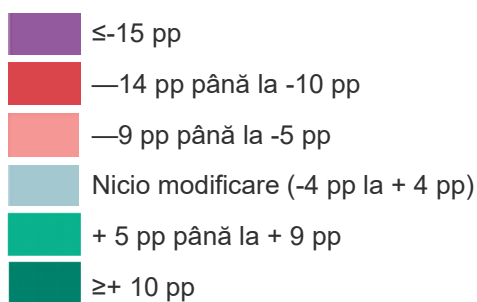 ≤-15 pp
—14 pp până la -10 pp
—9 pp până la -5 pp
Nicio modificare (-4 pp la + 4 pp)
+ 5 pp până la + 9 pp
≥+ 10 pp